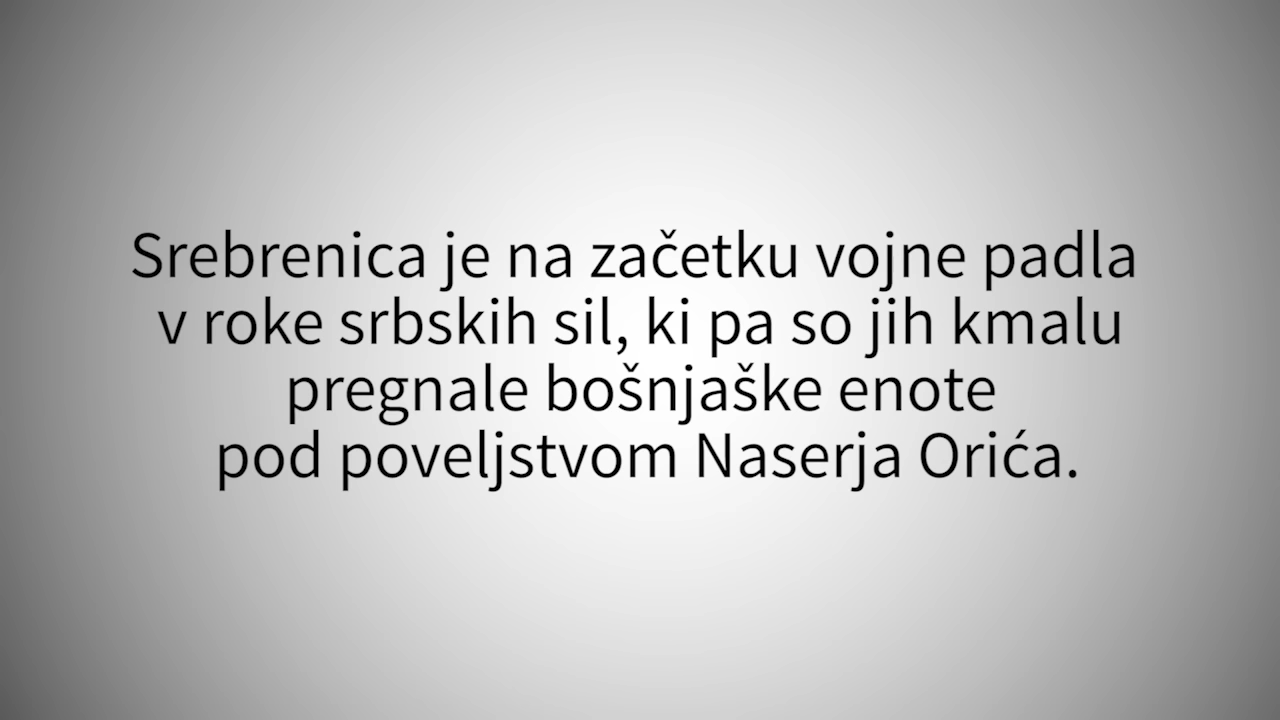 Srebrenica je na začetku vojne padla
v roke srbskih sil, ki pa so jih kmalu
pregnale bošnjaške enote
pod poveljstvom Naserja Orića.